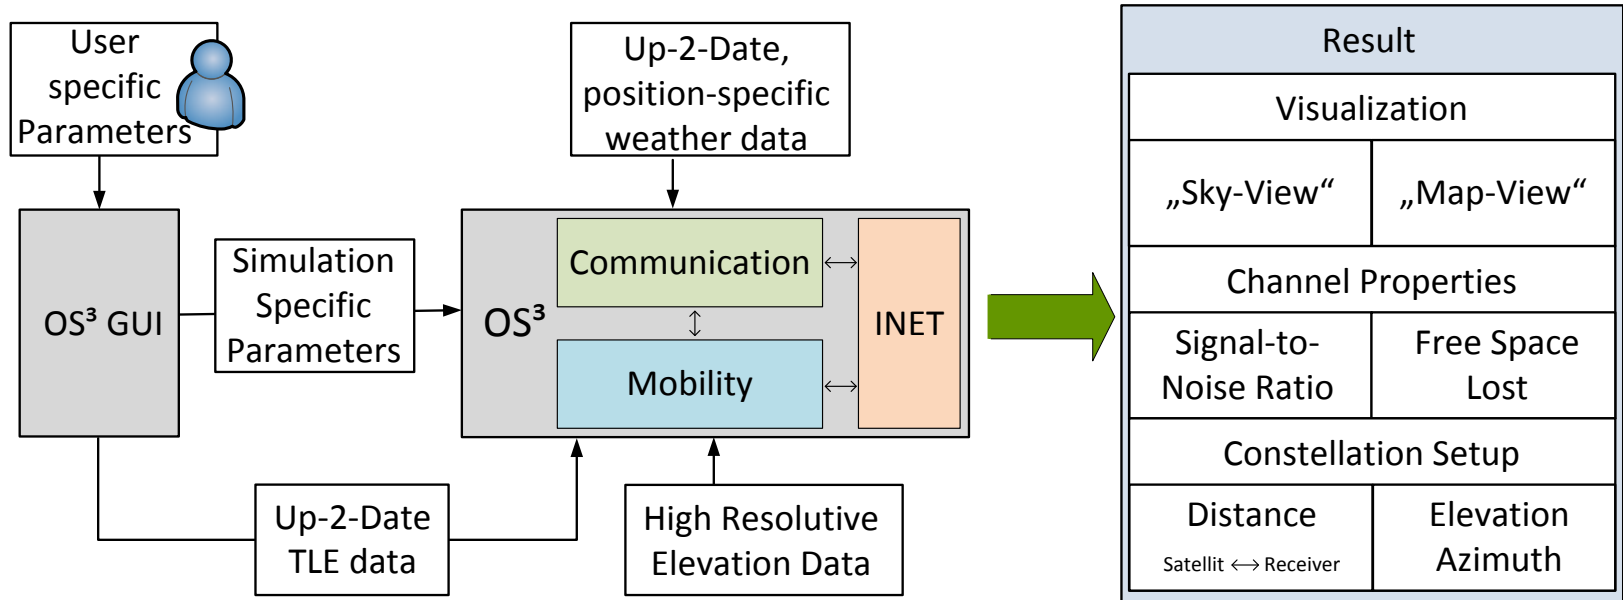 User
specific
Parameters
Up-2-Date,
position-specific
weather data
OS³ GUI
Simulation
Specific
Parameters
OS³
Communication
Mobility
INET
Up-2-Date
TLE data
High Resolutive
Elevation Data
Result
Visualization
„Sky-View“
„Map-View“
Channel Properties
Signal-to-
Noise Ratio
Free Space
Lost
Constellation Setup
Distance
Satellit ↔ Receiver
Elevation
Azimuth